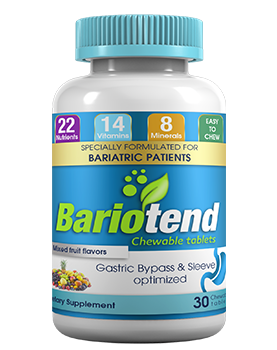 22 Nutrients
14 Vitamins
8 Minerals
EASY TO CHEW
SPECIALLY FORMULATED FOR
BARIATRIC PATIENTS
Bariotend
Chewable tablets
Mixed fruit flavors
Gastric Bypass & Sleeve
optimized
Dietary Supplement
30